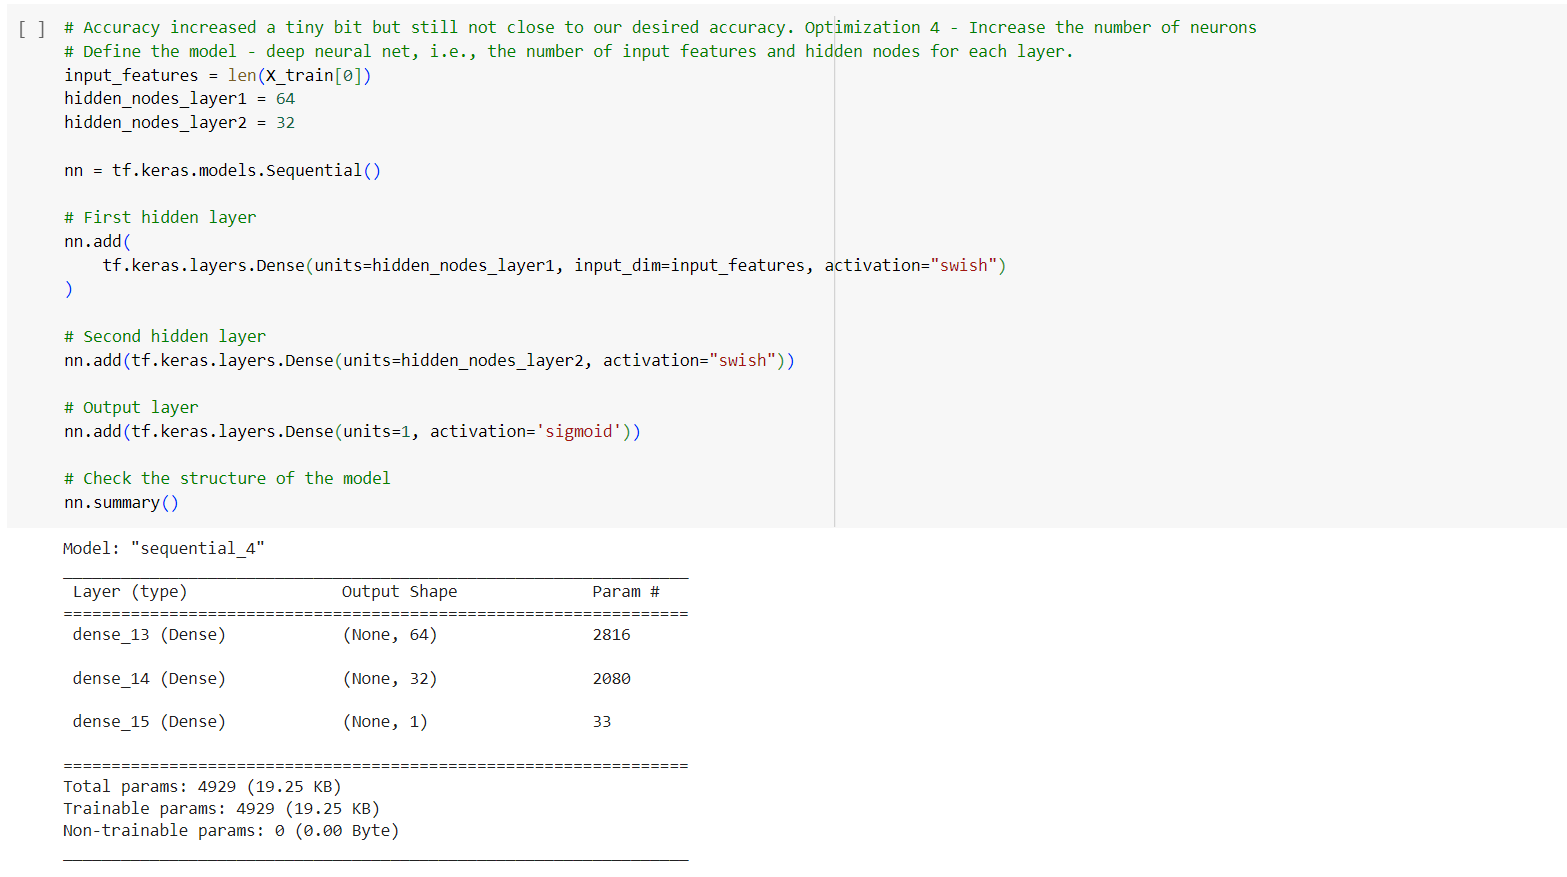 [ ] # Accuracy increased a tiny bit but still not close to our desired accuracy. Optimization 4 - Increase the number of neurons
# Define the model - deep neural net, i.e., the number of input features and hidden nodes for each layer.
input_features = len(X_train[0])
hidden_nodes_layer1 = 64
hidden_nodes_layer2 = 32

nn = tf.keras.models.Sequential()

# First hidden layer
nn.add(
    tf.keras.layers.Dense(units=hidden_nodes_layer1, input_dim=input_features, activation="swish")
)

# Second hidden layer
nn.add(tf.keras.layers.Dense(units=hidden_nodes_layer2, activation="swish"))

# Output layer
nn.add(tf.keras.layers.Dense(units=1, activation='sigmoid'))

# Check the structure of the model
nn.summary()

Model: "sequential_4"
_________________________________________________________________
Layer (type) Output Shape Param #
=================================================================
dense_13 (Dense) (None, 64) 2816

dense_14 (Dense) (None, 32) 2080

dense_15 (Dense) (None, 1) 33

=================================================================
Total params: 4929 (19.25 KB)
Trainable params: 4929 (19.25 KB)
Non-trainable params: 0 (0.00 Byte)
_________________________________________________________________